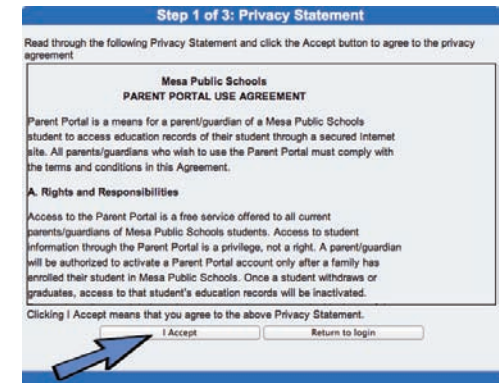 Step 1 of 3: Privacy Statement
Read through the following Privacy Statement and click the Accept button to agree to the privacy
agreement
Mesa Public Schools
PARENT PORTAL USE AGREEMENT
Parent Portal is a means for a parent/guardian of a Mesa Public Schools
student to access education records of their student through a secured Internet
site. All parents/guardians who wish to use the Parent Portal must comply with
the terms and conditions in this Agreement.
A. Rights and Responsibilities
Access to the Parent Portal is a free service offered to all current
parents/guardians of Mesa Public Schools students. Access to student
information through the Parent Portal is a privilege, not a right. A parent/guardian
will be authorized to activate a Parent Portal account only after a family has
enrolled their student in Mesa Public Schools. Once a student withdraws or
graduates, access to that student's education records will be inactivated.
Clicking I Accept means that you agree to the above Privacy Statement.
I Accept Return to login